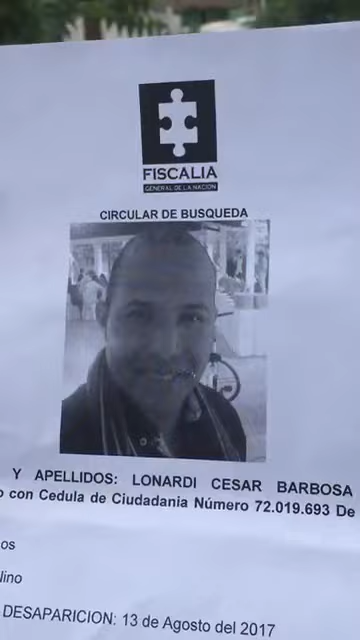 FISCALIA
GENERAL DE LA NACION
CIRCULAR DE BUSQUEDA
Y APELLIDOS: LONARDI CESAR BARBOSA
o con Cedula de Ciudadania Número 72.019.693 De
os
lino
DESAPARICION: 13 de Agosto del 2017